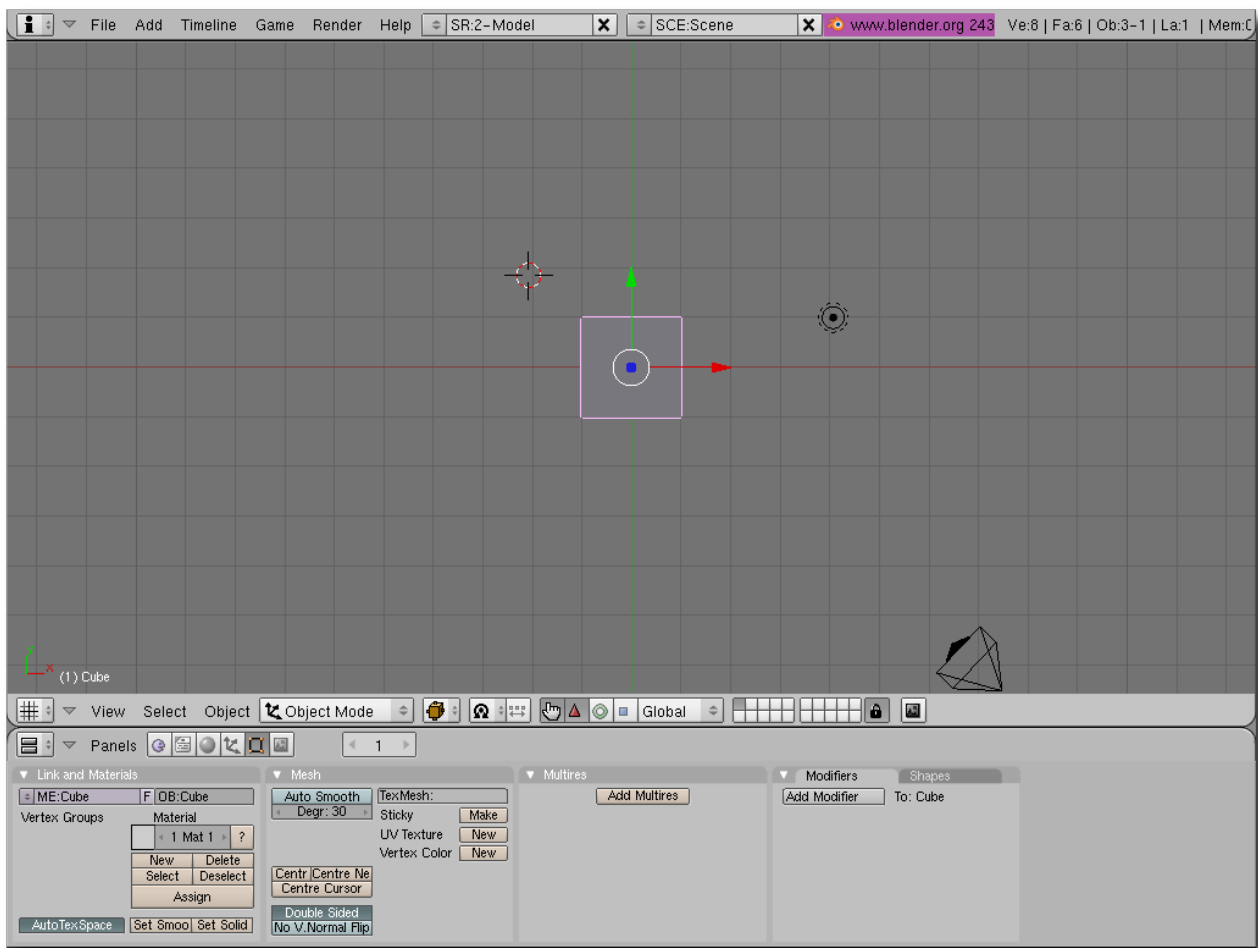 File Add Timeline Game Render Help SR:2-Model SCE:Scene www.blender.org 243 Ve:8 | Fa:6 | Ob:3-1 | La:1 | Mem:
y
x
(1) Cube
View Select Object Object Mode Global
Panels 1
Link and Materials Mesh Multires Modifiers Shapes
ME:Cube F OB:Cube Auto Smooth TexMesh: Add Multires Add Modifier To: Cube
Vertex Groups Material Degr: 30 Sticky Make
1 Mat 1 ? UV Texture New
New Delete Vertex Color New
Select Deselect Centr Centre Ne
Assign Centre Cursor
Double Sided
AutoTexSpace Set Smoo Set Solid No V.Normal Flip